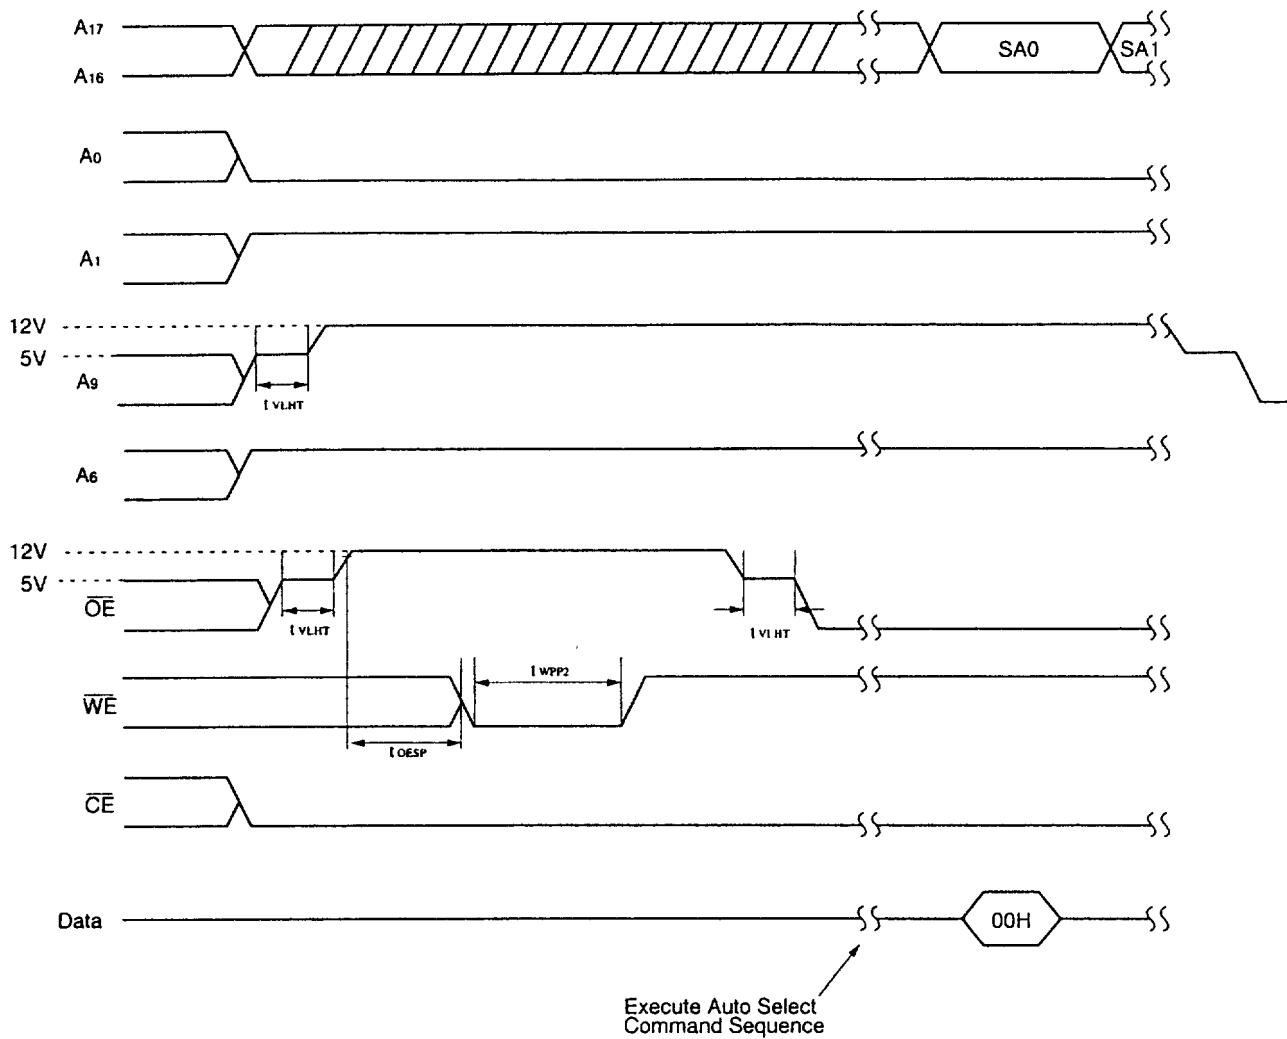 A17
A16
SA0
SA1
A0
A1
12V
5V
A9
t VLHT
A6
12V
5V
OE
t VLHT
t VLHT
WE
t WPP2
t OESP
CE
Data
00H
Execute Auto Select
Command Sequence